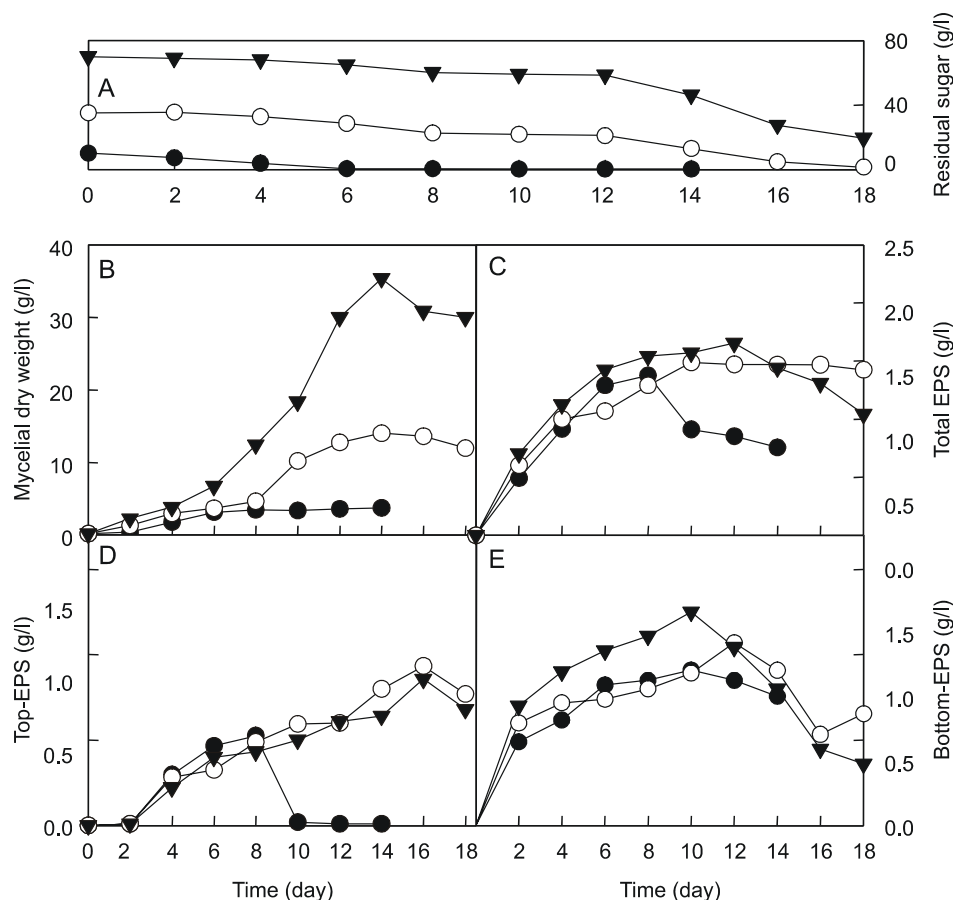 80
A
40
0
Residual sugar (g/l)
0 2 4 6 8 10 12 14 16 18
40
30
20
10
0
Mycelial dry weight (g/l)
B
C
2.5
2.0
1.5
1.0
0.5
Total EPS (g/l)
D
1.5
1.0
0.5
0.0
Top-EPS (g/l)
E
0.0
1.5
1.0
0.5
0.0
Bottom-EPS (g/l)
0 2 4 6 8 10 12 14 16 18
2 4 6 8 10 12 14 16 18
Time (day)
Time (day)